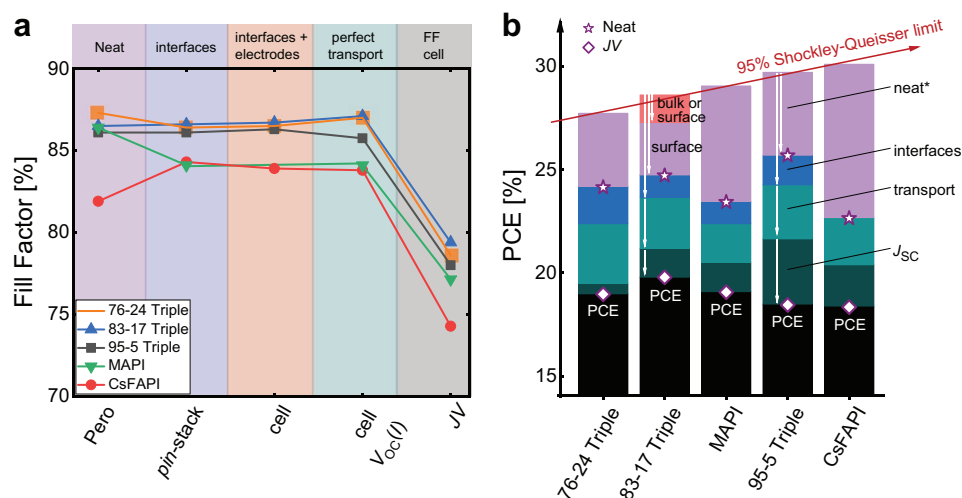 a
Neat
interfaces
interfaces +
electrodes
perfect
transport
FF
cell
90
85
80
75
70
Fill Factor [%]
76-24 Triple
83-17 Triple
95-5 Triple
MAPI
CsFAPI
Pero
pin-stack
cell
cell
VOC(I)
JV
b
Neat
JV
95% Shockley-Queisser limit
30
25
20
15
PCE [%]
bulk or
surface
surface
neat*
interfaces
transport
JSC
PCE
PCE
PCE
PCE
PCE
76-24 Triple
83-17 Triple
MAPI
95-5 Triple
CsFAPI